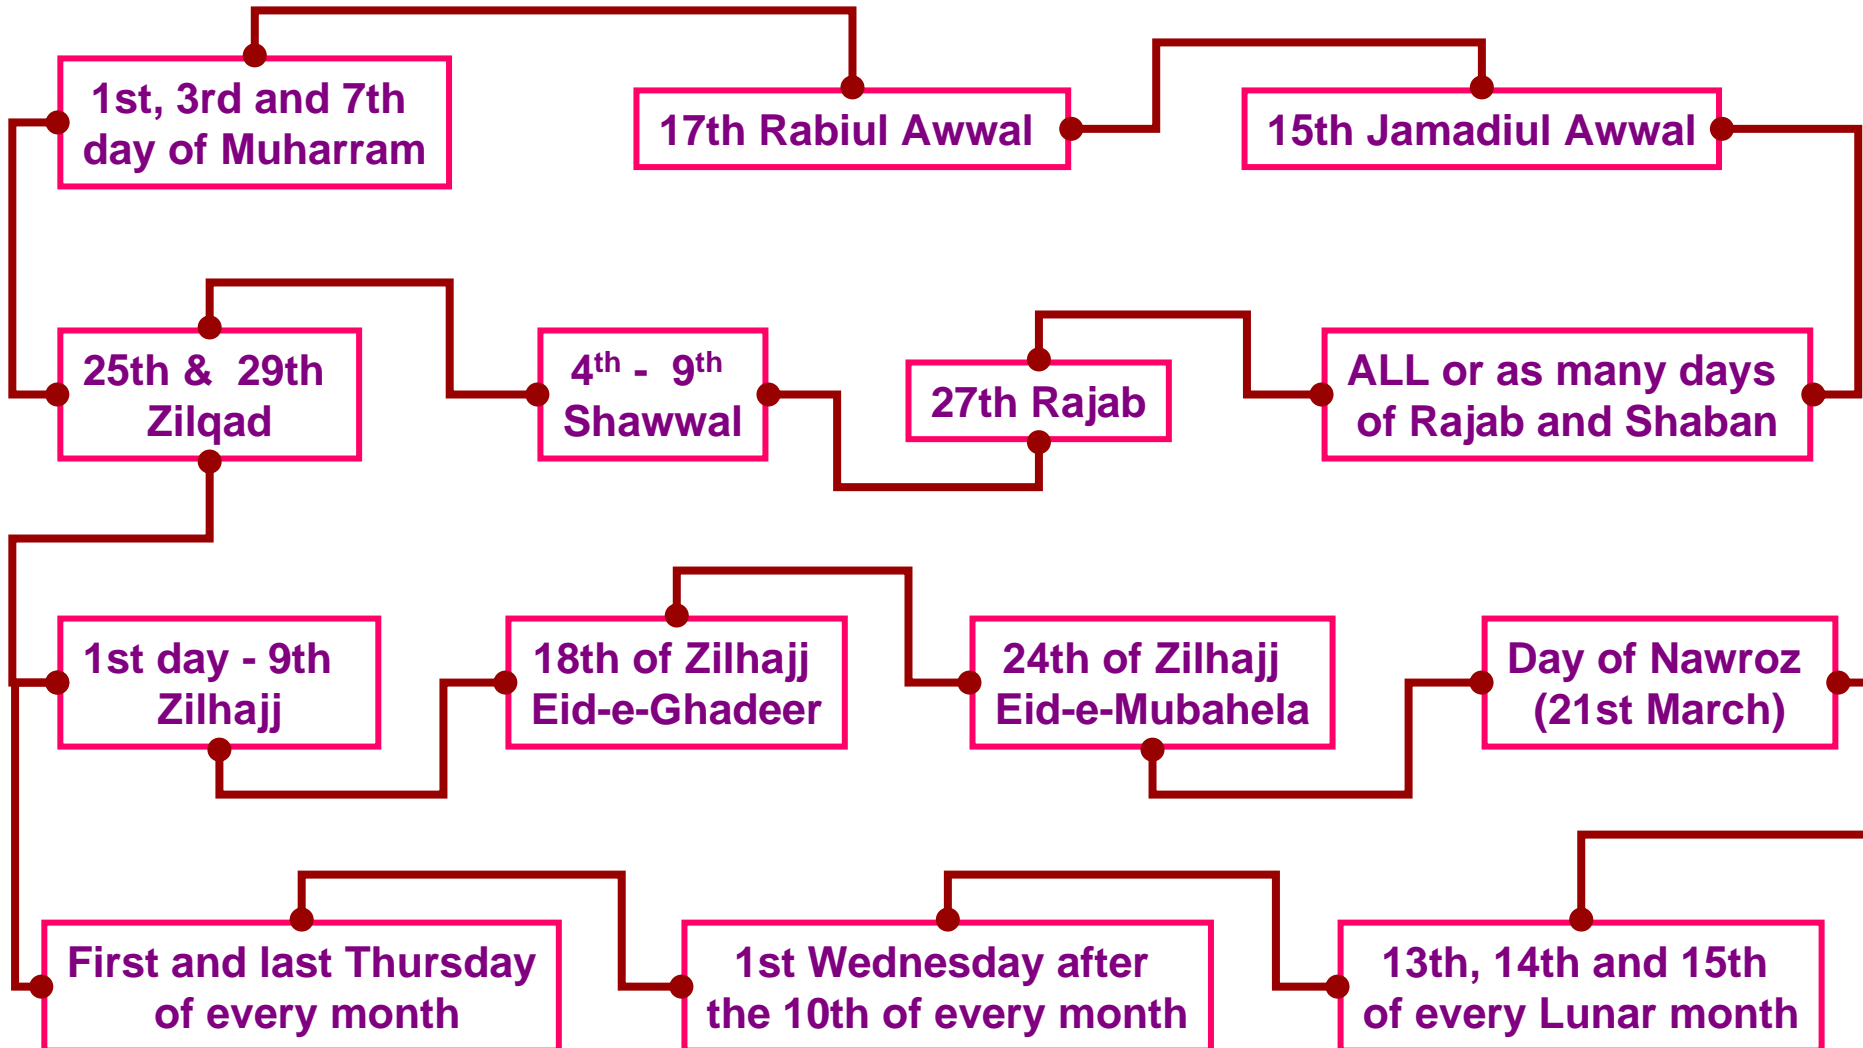 1st, 3rd and 7th
day of Muharram
17th Rabiul Awwal
15th Jamadiul Awwal
25th & 29th
Zilqad
4th - 9th
Shawwal
27th Rajab
ALL or as many days
of Rajab and Shaban
1st day - 9th
Zilhajj
18th of Zilhajj
Eid-e-Ghadeer
24th of Zilhajj
Eid-e-Mubahela
Day of Nawroz
(21st March)
First and last Thursday
of every month
1st Wednesday after
the 10th of every month
13th, 14th and 15th
of every Lunar month